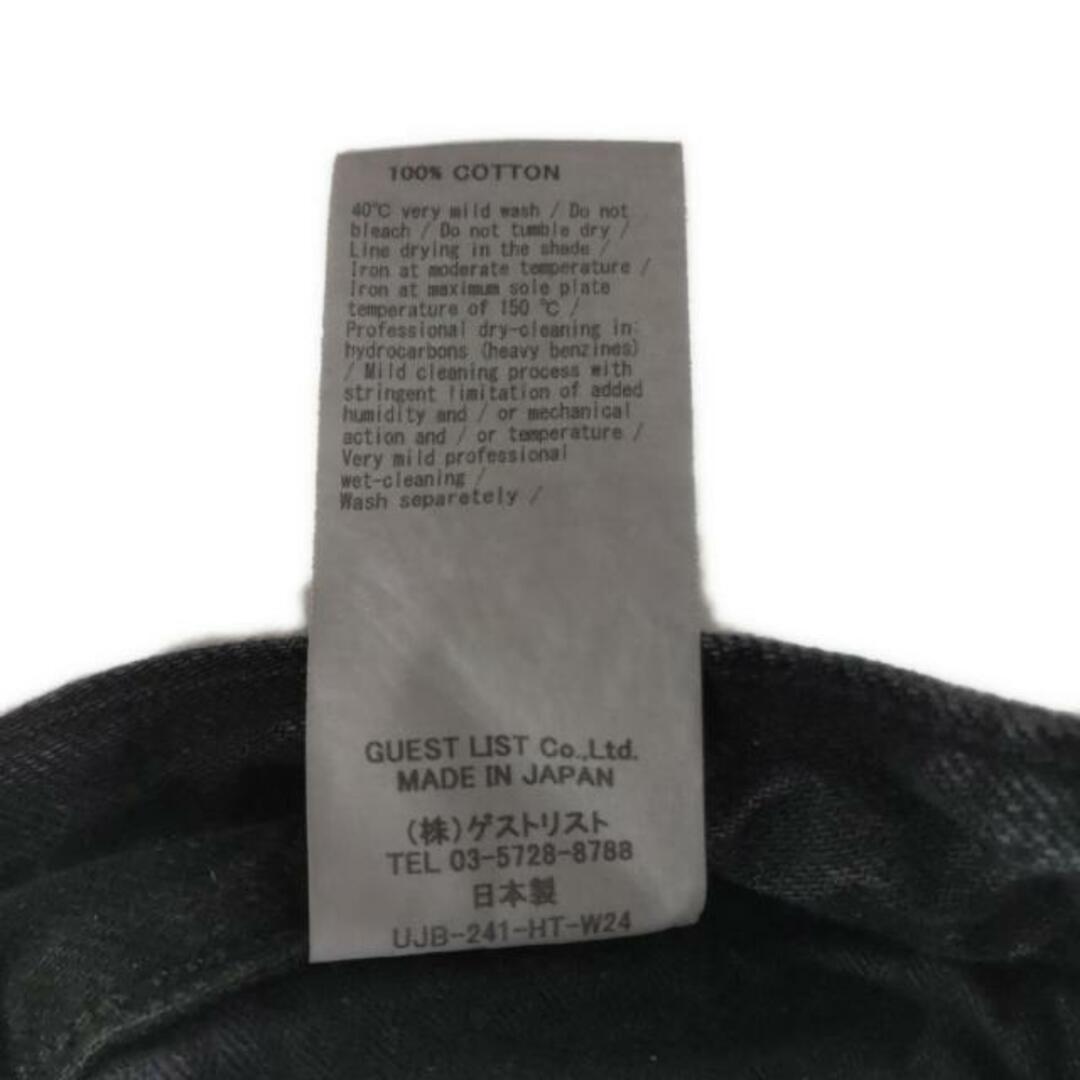 100% COTTON
40℃ very mild wash / Do not
bleach / Do not tumble dry /
Line drying in the shade /
Iron at moderate temperature /
Iron at maximum sole plate
temperature of 150 ℃ /
Professional dry-cleaning in:
hydrocarbons (heavy benzines)
/ Mild cleaning process with
stringent limitation of added
humidity and / or mechanical
action and / or temperature /
Very mild professional
wet-cleaning /
Wash separetely /
GUEST LIST Co.,Ltd.
MADE IN JAPAN
(株)ゲストリスト
TEL 03-5728-8788
日本製
UJB-241-HT-W24